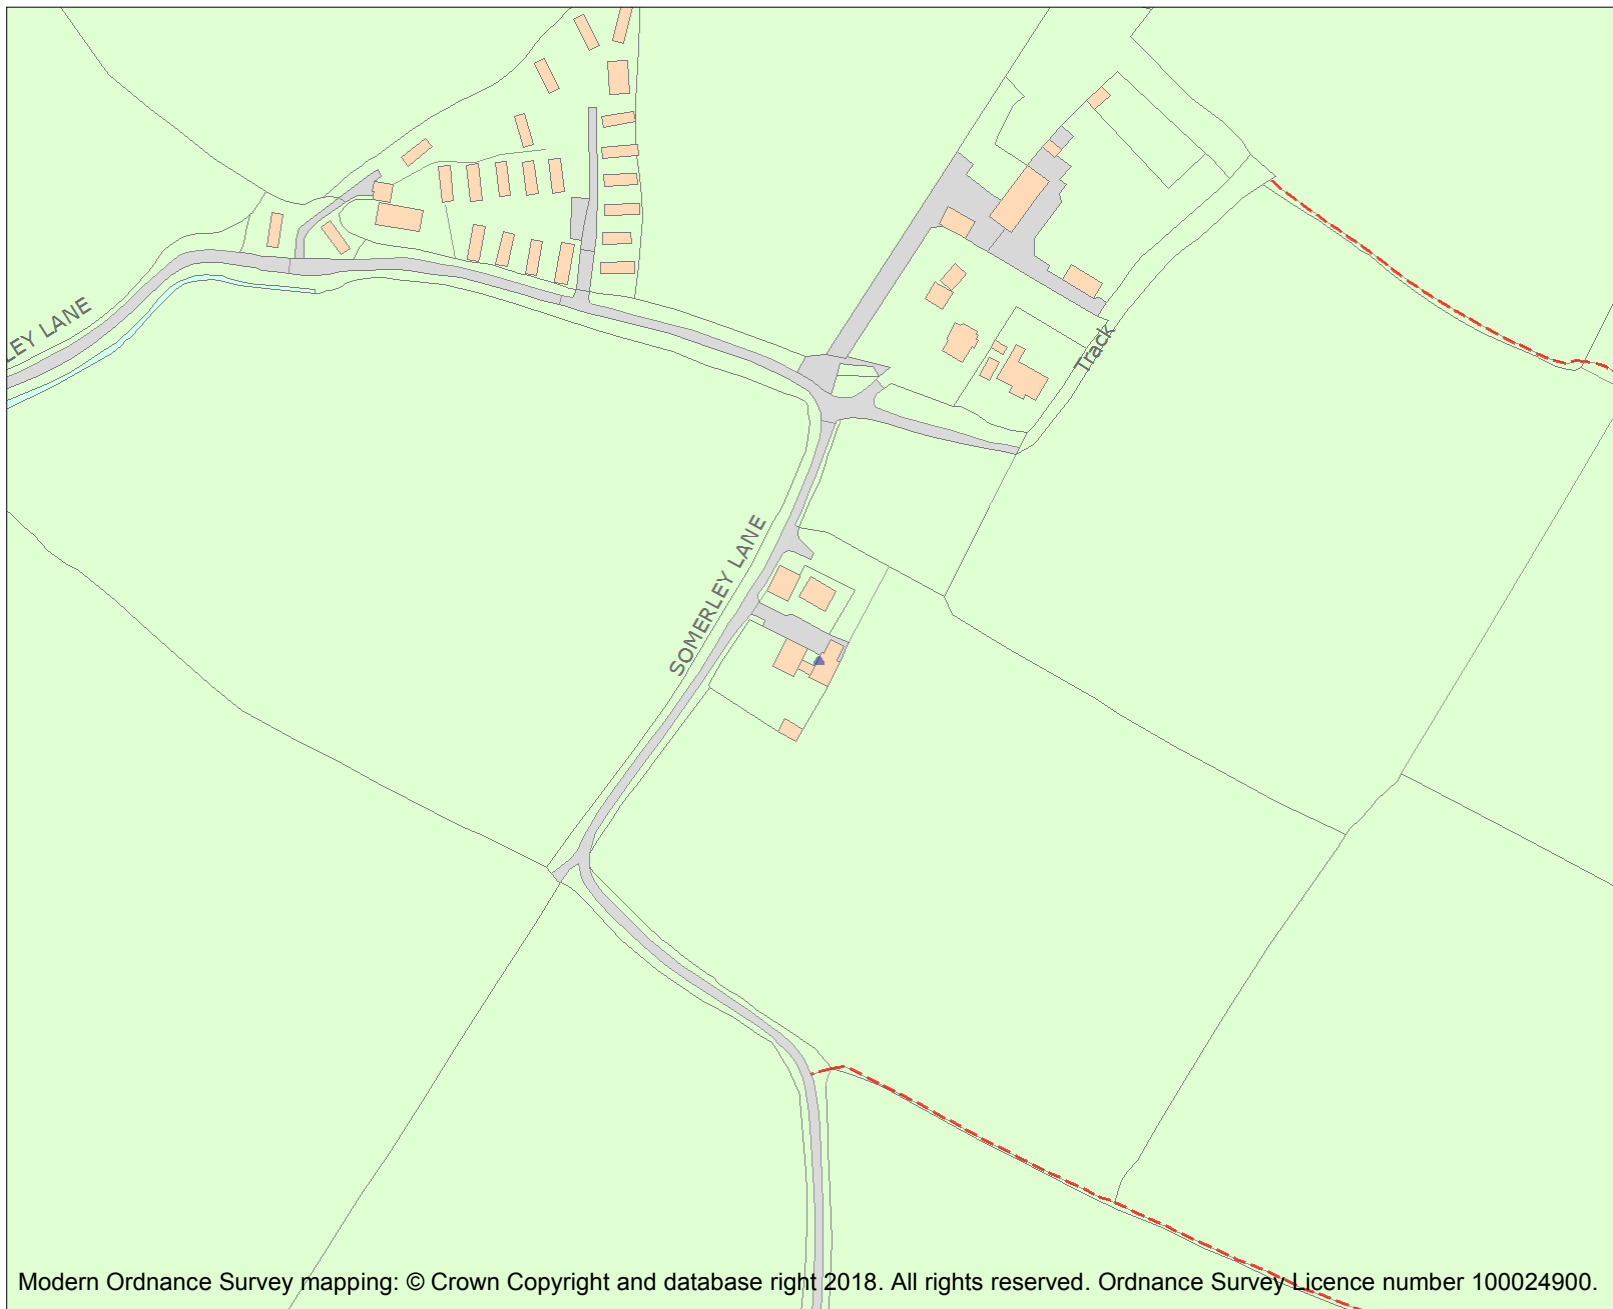 LEY LANE
Track
SOMERLEY LANE
Modern Ordnance Survey mapping: © Crown Copyright and database right 2018. All rights reserved. Ordnance Survey Licence number 100024900.